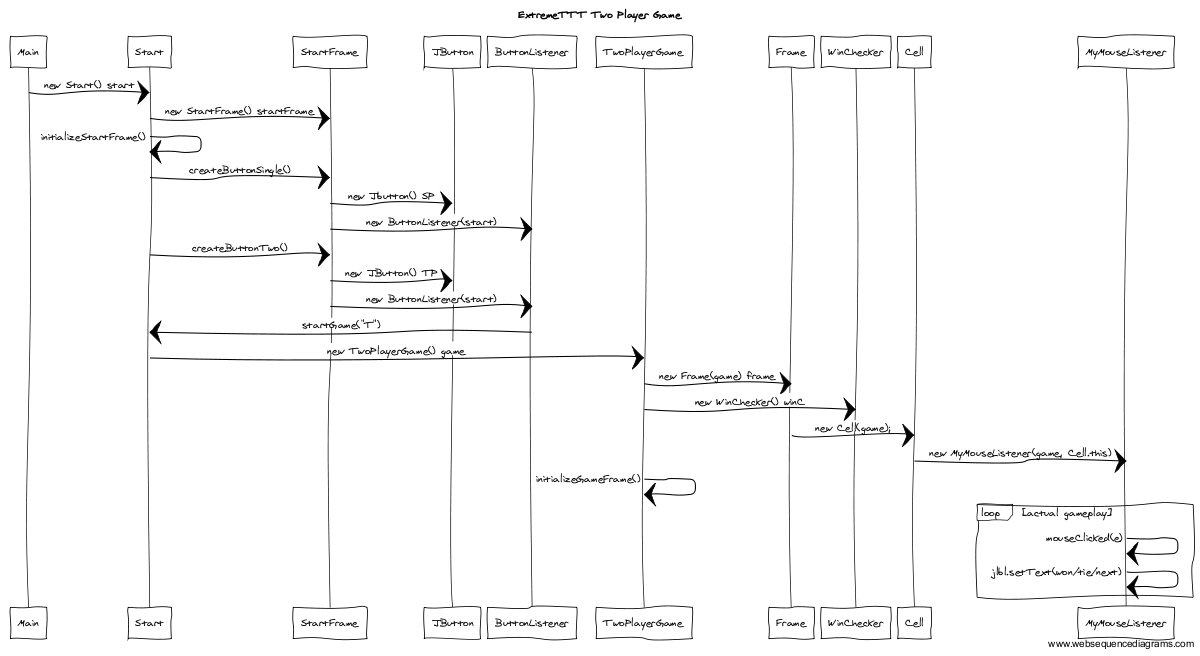 ExtremeTTT Two Player Game
Main
Start
StartFrame
JButton
ButtonListener
TwoPlayerGame
Frame
WinChecker
Cell
MyMouseListener
new Start() start
new StartFrame() startFrame
initializeStartFrame()
createButtonSingle()
new Jbutton() SP
new ButtonListener(start)
createButtonTwo()
new JButton() TP
new ButtonListener(start)
startGame("T")
new TwoPlayerGame() game
new Frame(game) frame
new WinChecker() winC
new Cell(game);
new MyMouseListener(game, Cell.this)
initializeGameFrame()
loop [actual gameplay]
mouseClicked(e)
jlbl.setText(won/tie/next)
Main
Start
StartFrame
JButton
ButtonListener
TwoPlayerGame
Frame
WinChecker
Cell
MyMouseListener
www.websequencediagrams.com